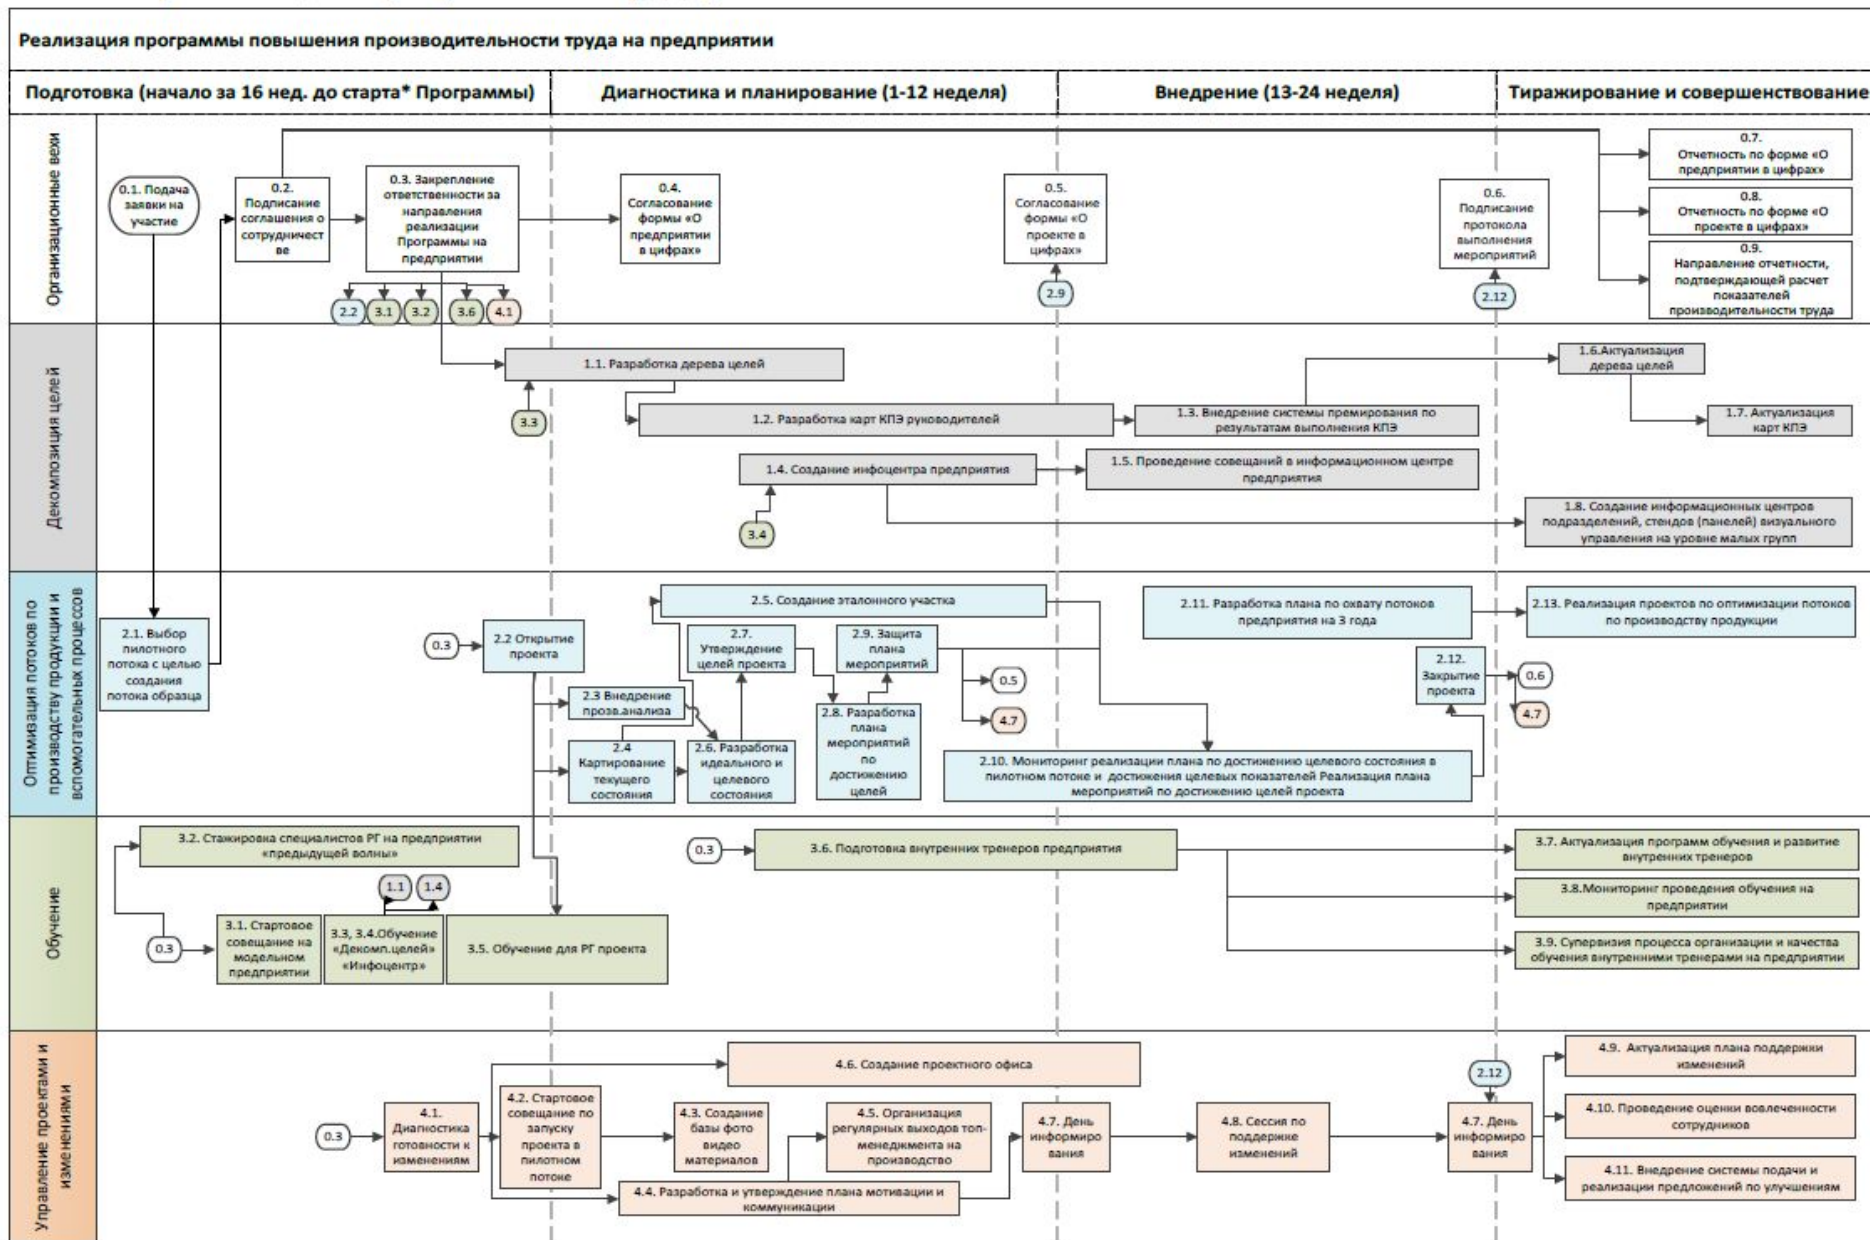 Реализация программы повышения производительности труда на предприятии
Подготовка (начало за 16 нед. до старта* Программы)
Диагностика и планирование (1-12 неделя)
Внедрение (13-24 неделя)
Тиражирование и совершенствование
Организационные вехи
0.1. Подача
заявки на
участие
0.2.
Подписание
соглашения о
сотрудничест
ве
0.3. Закрепление
ответственности за
направления
реализации
Программы на
предприятии
0.4.
Согласование
формы «О
предприятии
в цифрах»
0.5.
Согласование
формы «О
проекте в
цифрах»
0.6.
Подписание
протокола
выполнения
мероприятий
0.7.
Отчетность по форме «О
предприятии в цифрах»
0.8.
Отчетность по форме «О
проекте в цифрах»
0.9.
Направление отчетности,
подтверждающей расчет
показателей
производительности труда
2.2
3.1
3.2
3.6
4.1
2.9
2.12
Декомпозиция целей
1.1. Разработка дерева целей
3.3
1.2. Разработка карт КПЭ руководителей
1.3. Внедрение системы премирования по
результатам выполнения КПЭ
1.6.Актуализация
дерева целей
1.7. Актуализация
карт КПЭ
1.4. Создание инфоцентра предприятия
1.5. Проведение совещаний в информационном центре
предприятия
3.4
1.8. Создание информационных центров
подразделений, стендов (панелей) визуального
управления на уровне малых групп
Оптимизация потоков по
производству продукции и
вспомогательных процессов
2.1. Выбор
пилотного
потока с целью
создания
потока образца
0.3
2.2 Открытие
проекта
2.3 Внедрение
произв.анализа
2.4
Картирование
текущего
состояния
2.5. Создание эталонного участка
2.6. Разработка
идеального и
целевого
состояния
2.7.
Утверждение
целей проекта
2.8. Разработка
плана
мероприятий
по
достижению
целей
2.9. Защита
плана
мероприятий
0.5
4.7
2.10. Мониторинг реализации плана по достижению целевого состояния в
пилотном потоке и  достижения целевых показателей Реализация плана
мероприятий по достижению целей проекта
2.11. Разработка плана по охвату потоков
предприятия на 3 года
2.12.
Закрытие
проекта
0.6
4.7
2.13. Реализация проектов по оптимизации потоков
по производству продукции
Обучение
3.2. Стажировка специалистов РГ на предприятии
«предыдущей волны»
1.1
1.4
0.3
3.1. Стартовое
совещание на
модельном
предприятии
3.3, 3.4.Обучение
«Декомп.целей»
«Инфоцентр»
3.5. Обучение для РГ проекта
0.3
3.6. Подготовка внутренних тренеров предприятия
3.7. Актуализация программ обучения и развитие
внутренних тренеров
3.8.Мониторинг проведения обучения на
предприятии
3.9. Супервизия процесса организации и качества
обучения внутренними тренерами на предприятии
Управление проектами и
изменениями
0.3
4.1.
Диагностика
готовности к
изменениям
4.2. Стартовое
совещание по
запуску
проекта в
пилотном
потоке
4.3. Создание
базы фото
видео
материалов
4.4. Разработка и утверждение плана мотивации и
коммуникации
4.5. Организация
регулярных выходов топ-
менеджмента на
производство
4.6. Создание проектного офиса
4.7. День
информиро
вания
4.8. Сессия по
поддержке
изменений
2.12
4.7. День
информиро
вания
4.9.  Актуализация плана поддержки
изменений
4.10. Проведение оценки вовлеченности
сотрудников
4.11. Внедрение системы подачи и
реализации предложений по улучшениям